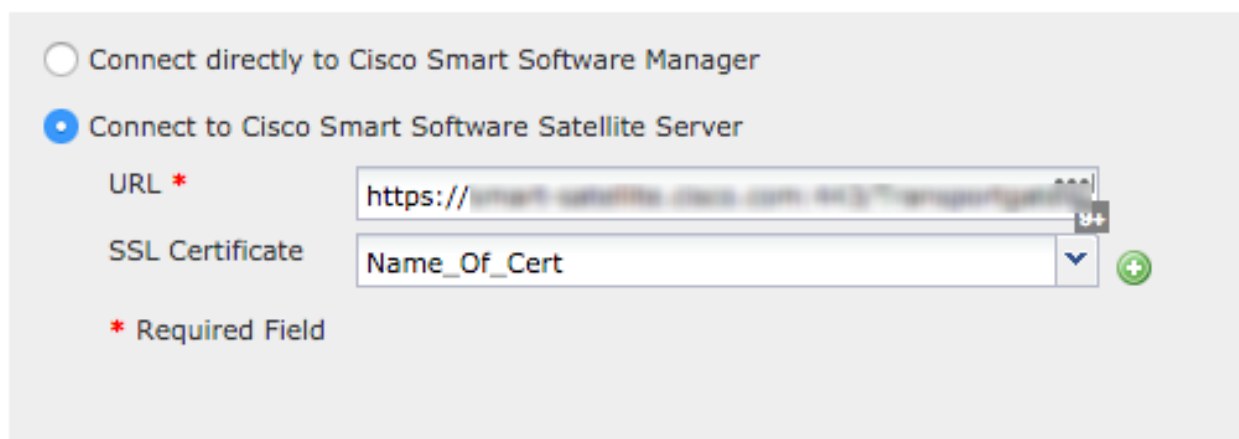 Connect directly to Cisco Smart Software Manager
Connect to Cisco Smart Software Satellite Server
URL *
https://
9+
SSL Certificate
Name_Of_Cert
* Required Field